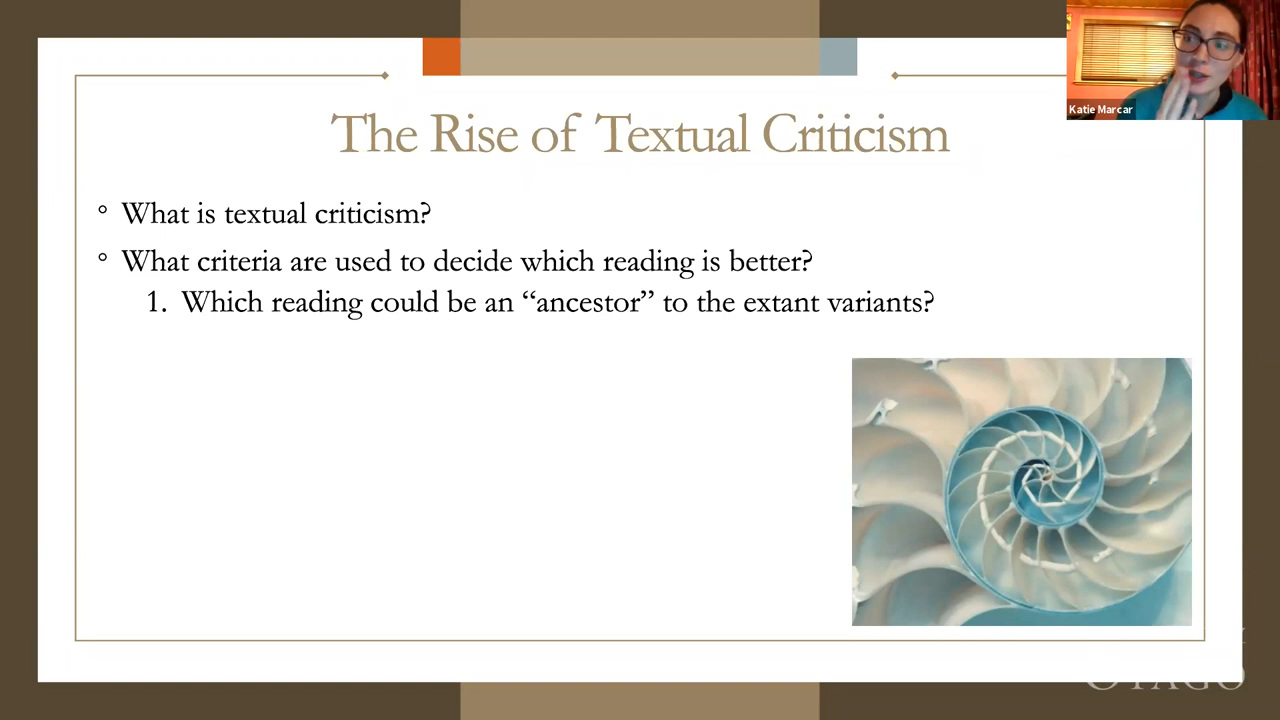 Katie Marcar
The Rise of Textual Criticism
° What is textual criticism?
° What criteria are used to decide which reading is better?
1. Which reading could be an “ancestor” to the extant variants?
OTAGO